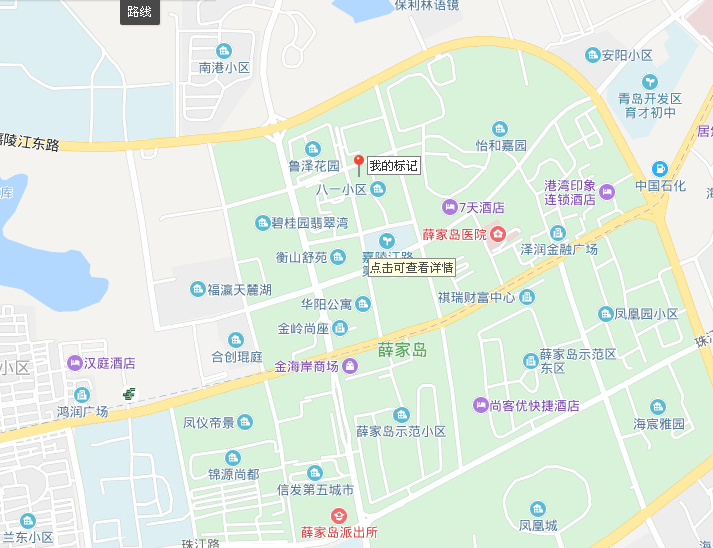 保利林语镜
路线
南港小区
安阳小区
青岛开发区
育才初中
嘉陵江东路
怡和嘉园
鲁泽花园
我的标记
八一小区
港湾印象
连锁酒店
中国石化
7天酒店
碧桂园翡翠湾
薛家岛医院
泽润金融广场
衡山舒苑
嘉陵江路
点击可查看详情
福瀛天麓湖
华阳公寓
祺瑞财富中心
凤凰园小区
金岭尚座
薛家岛
合创琨庭
金海岸商场
小区
汉庭酒店
薛家岛示范区
东区
珠江
鸿润广场
尚客优快捷酒店
凤仪帝景
薛家岛示范小区
海宸雅园
锦源尚都
信发第五城市
兰东小区
珠江路
薛家岛派出所
凤凰城